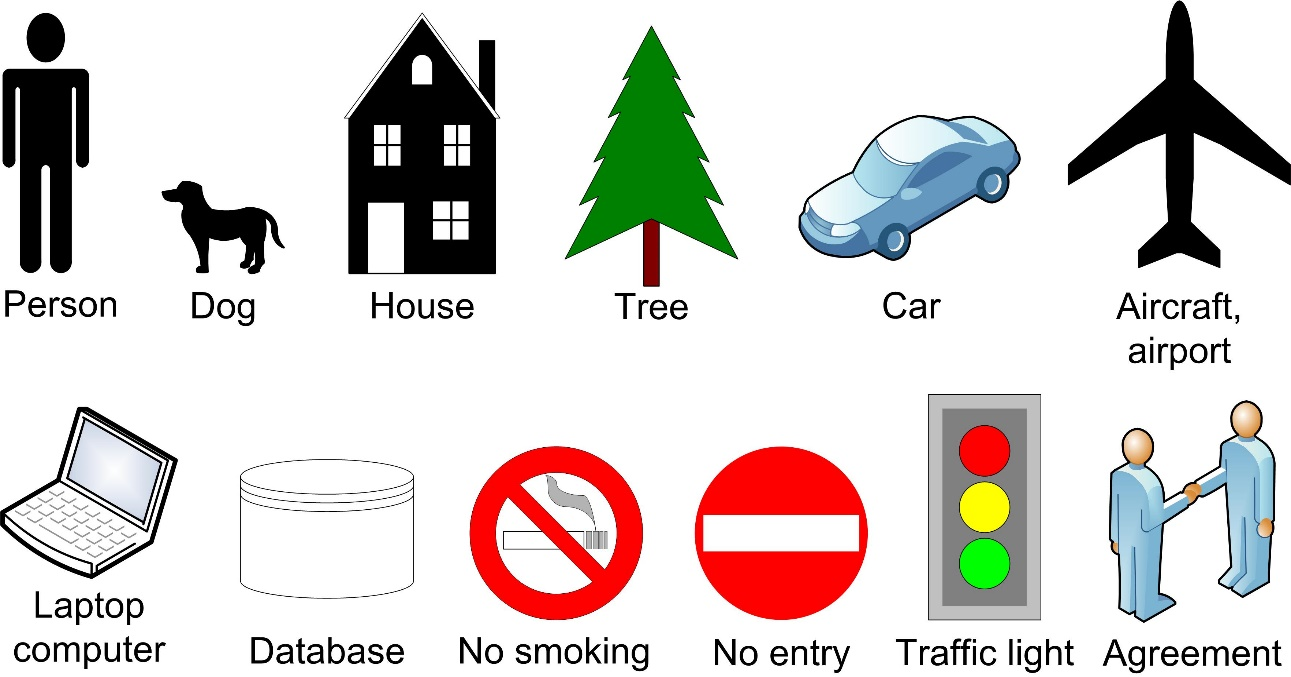 Person
Dog
House
Tree
Car
Aircraft,
airport
Laptop
computer
Database
No smoking
No entry
Traffic light
Agreement